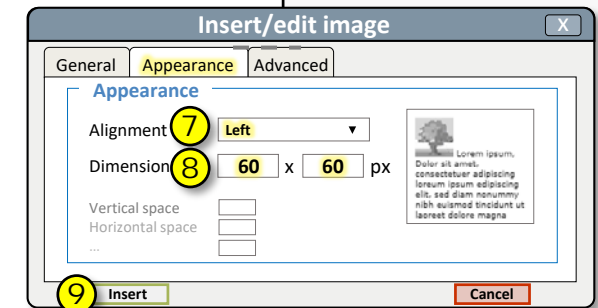 Insert/edit image X
General Appearance Advanced
Appearance
Alignment 7 Left ▼
Dimension 8 60 x 60 px
Vertical space
Horizontal space
...
Lorem ipsum,
Dolor sit amet,
consectetuer adipiscing
loreum ipsum edipiscing
elit, sed diam nonummy
nibh euismod tincidunt ut
laoreet dolore magna
9 Insert Cancel